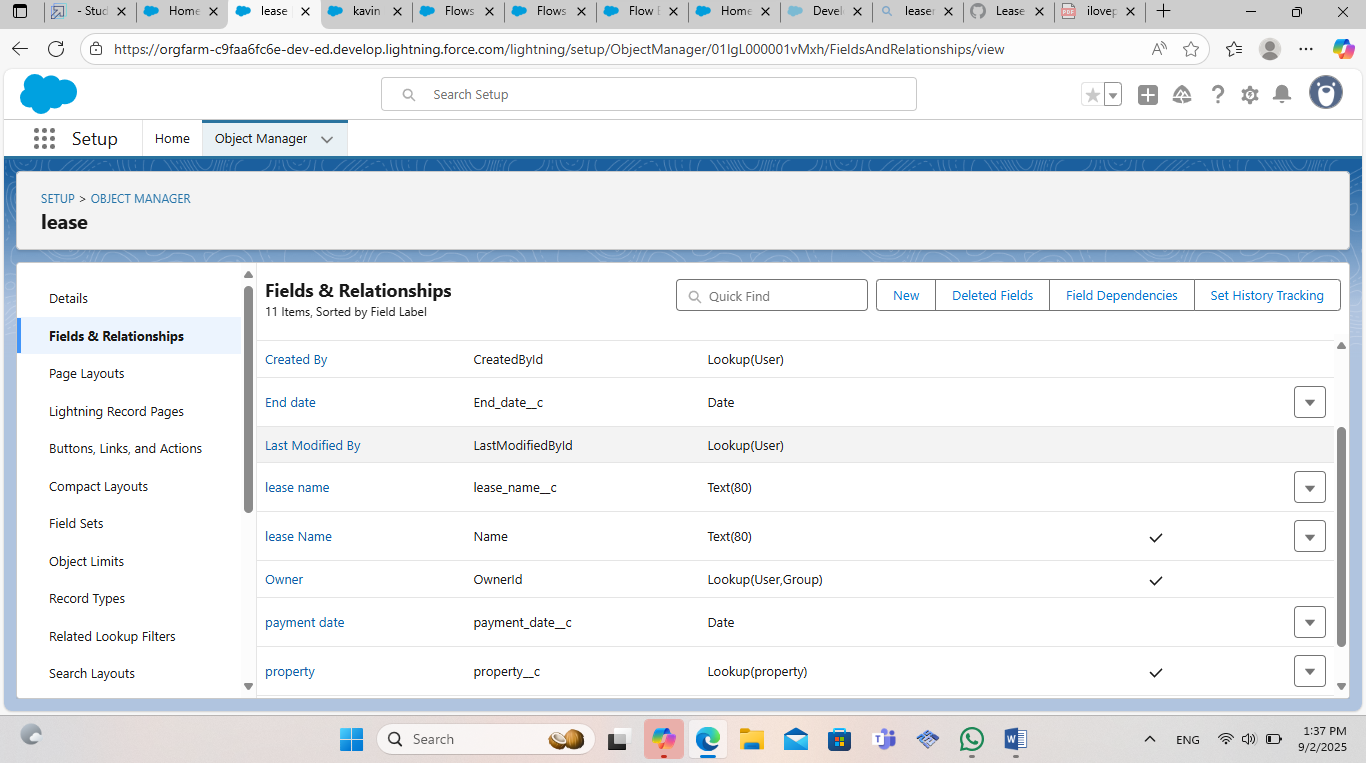 - Stud
Home
lease
kavin
Flows
Flows
Flow E
Home
Devel
leaser
Lease
ilovep
https://orgfarm-c9faa6fc6e-dev-ed.develop.lightning.force.com/lightning/setup/ObjectManager/01IgL000001vMxh/FieldsAndRelationships/view
Search Setup
Setup
Home
Object Manager
SETUP > OBJECT MANAGER
lease
Details
Fields & Relationships
Page Layouts
Lightning Record Pages
Buttons, Links, and Actions
Compact Layouts
Field Sets
Object Limits
Record Types
Related Lookup Filters
Search Layouts
Fields & Relationships
11 Items, Sorted by Field Label
Quick Find
New
Deleted Fields
Field Dependencies
Set History Tracking
Created By CreatedById Lookup(User)
End date End_date__c Date
Last Modified By LastModifiedById Lookup(User)
lease name lease_name__c Text(80)
lease Name Name Text(80)
Owner OwnerId Lookup(User,Group)
payment date payment_date__c Date
property property__c Lookup(property)
Search
ENG
1:37 PM
9/2/2025